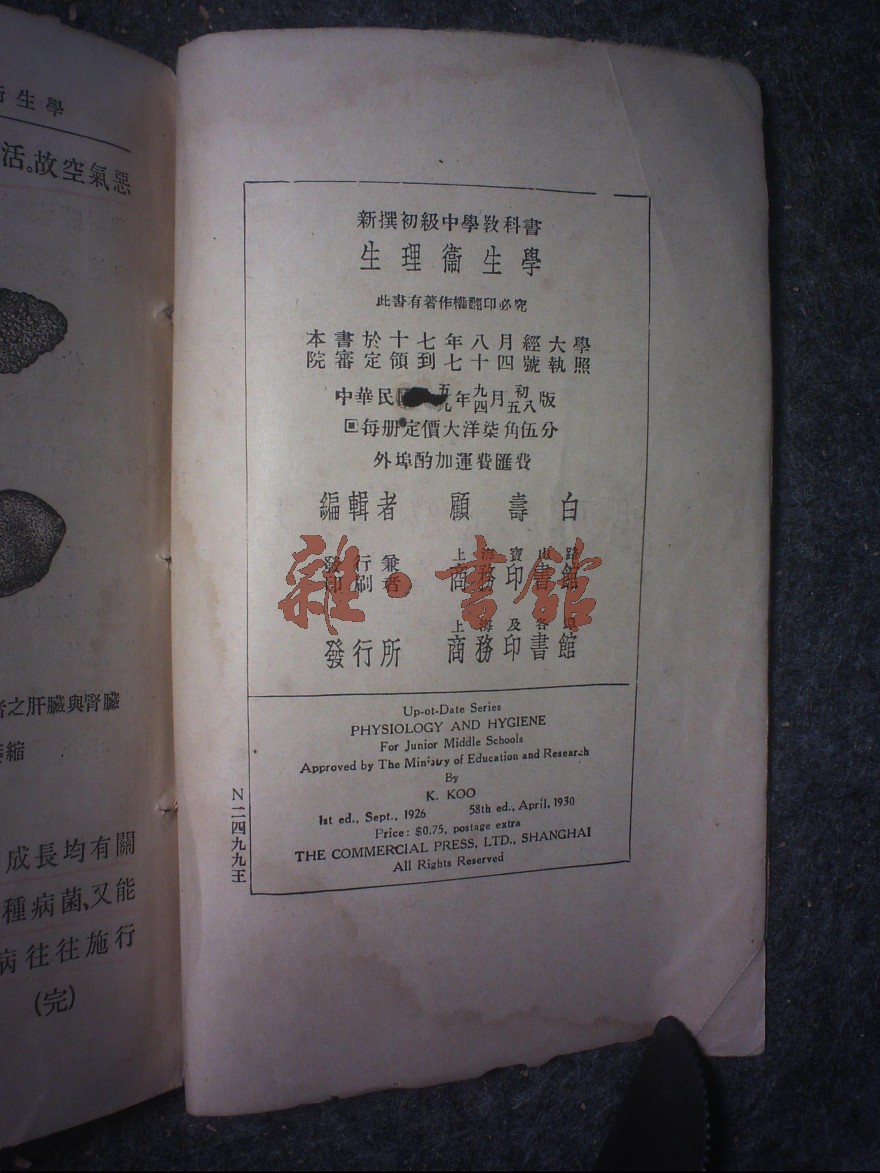 生學
活。故空氣惡
者之肝臟與腎臟
縮
成長均有關
種病菌、又能
病往往施行
(完)
新撰初級中學教科書
生理衞生學
此書有著作權翻印必究
本書於十七年八月經大學
院審定領到七十四號執照
中華民國五九年九四月初五八版
回每册定價大洋柒角伍分
外埠酌加運費匯費
編輯者 顧壽白
發行兼印刷者 上海寶山路 商務印書館
發行所 上海及各埠 商務印書館
雜·書館
Up-ot-Date Series
PHYSIOLOGY AND HYGIENE
For Junior Middle Schools
Approved by The Ministry of Education and Research
By
K. KOO
1st ed., Sept., 1926 58th ed., April, 1930
Price: $0.75, postage extra
THE COMMERCIAL PRESS, LTD., SHANGHAI
All Rights Reserved
N二四九九王